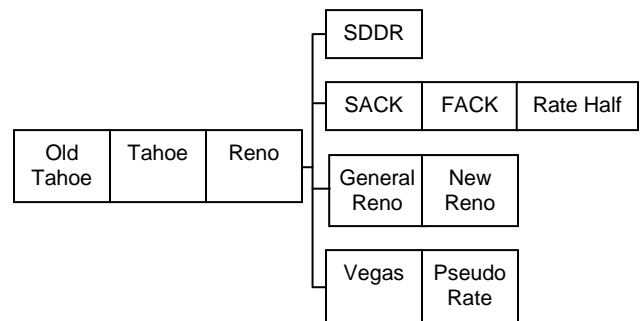 SDDR
SACK FACK Rate Half
Old Tahoe Tahoe Reno
General Reno New Reno
Vegas Pseudo Rate